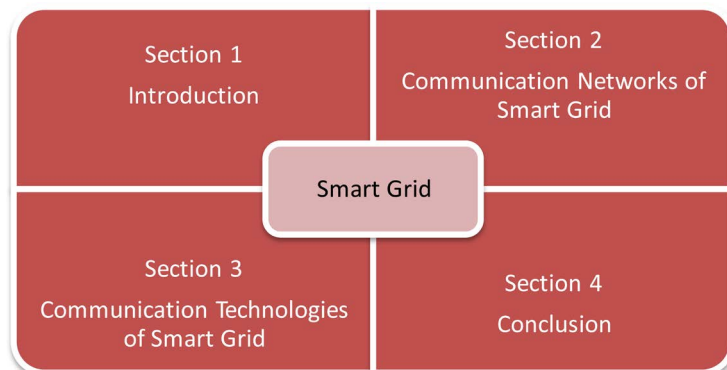 Section 1
Introduction
Section 2
Communication Networks of
Smart Grid
Smart Grid
Section 3
Communication Technologies
of Smart Grid
Section 4
Conclusion